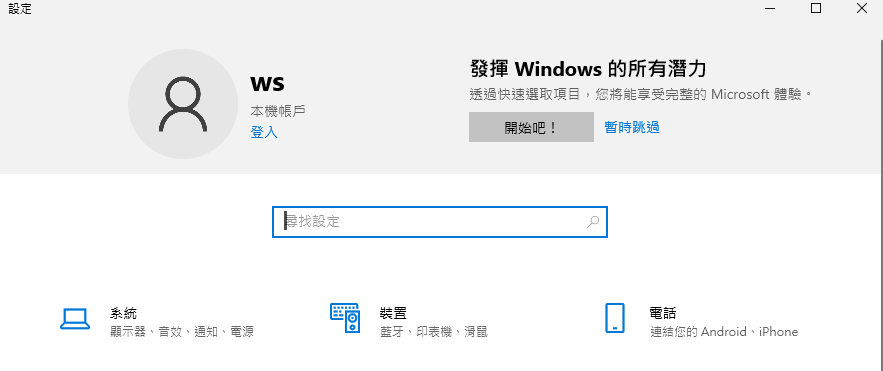 設定
ws
本機帳戶
登入
發揮 Windows 的所有潛力
透過快速選取項目，您將能享受完整的 Microsoft 體驗。
開始吧！
暫時跳過
尋找設定
系統
顯示器、音效、通知、電源
裝置
藍牙、印表機、滑鼠
電話
連結您的 Android、iPhone